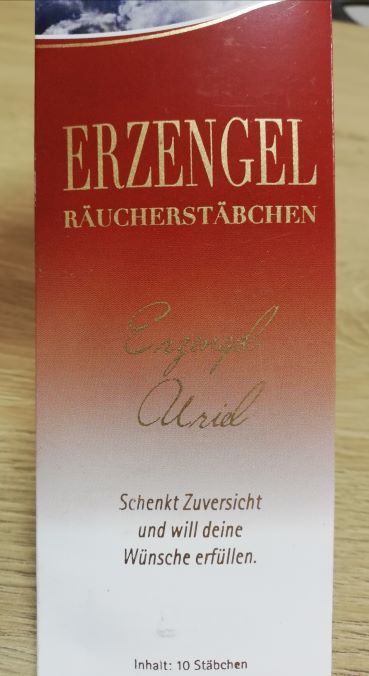 ERZENGEL
RÄUCHERSTÄBCHEN
Erzengel
Uriel
Schenkt Zuversicht
und will deine
Wünsche erfüllen.
Inhalt: 10 Stäbchen